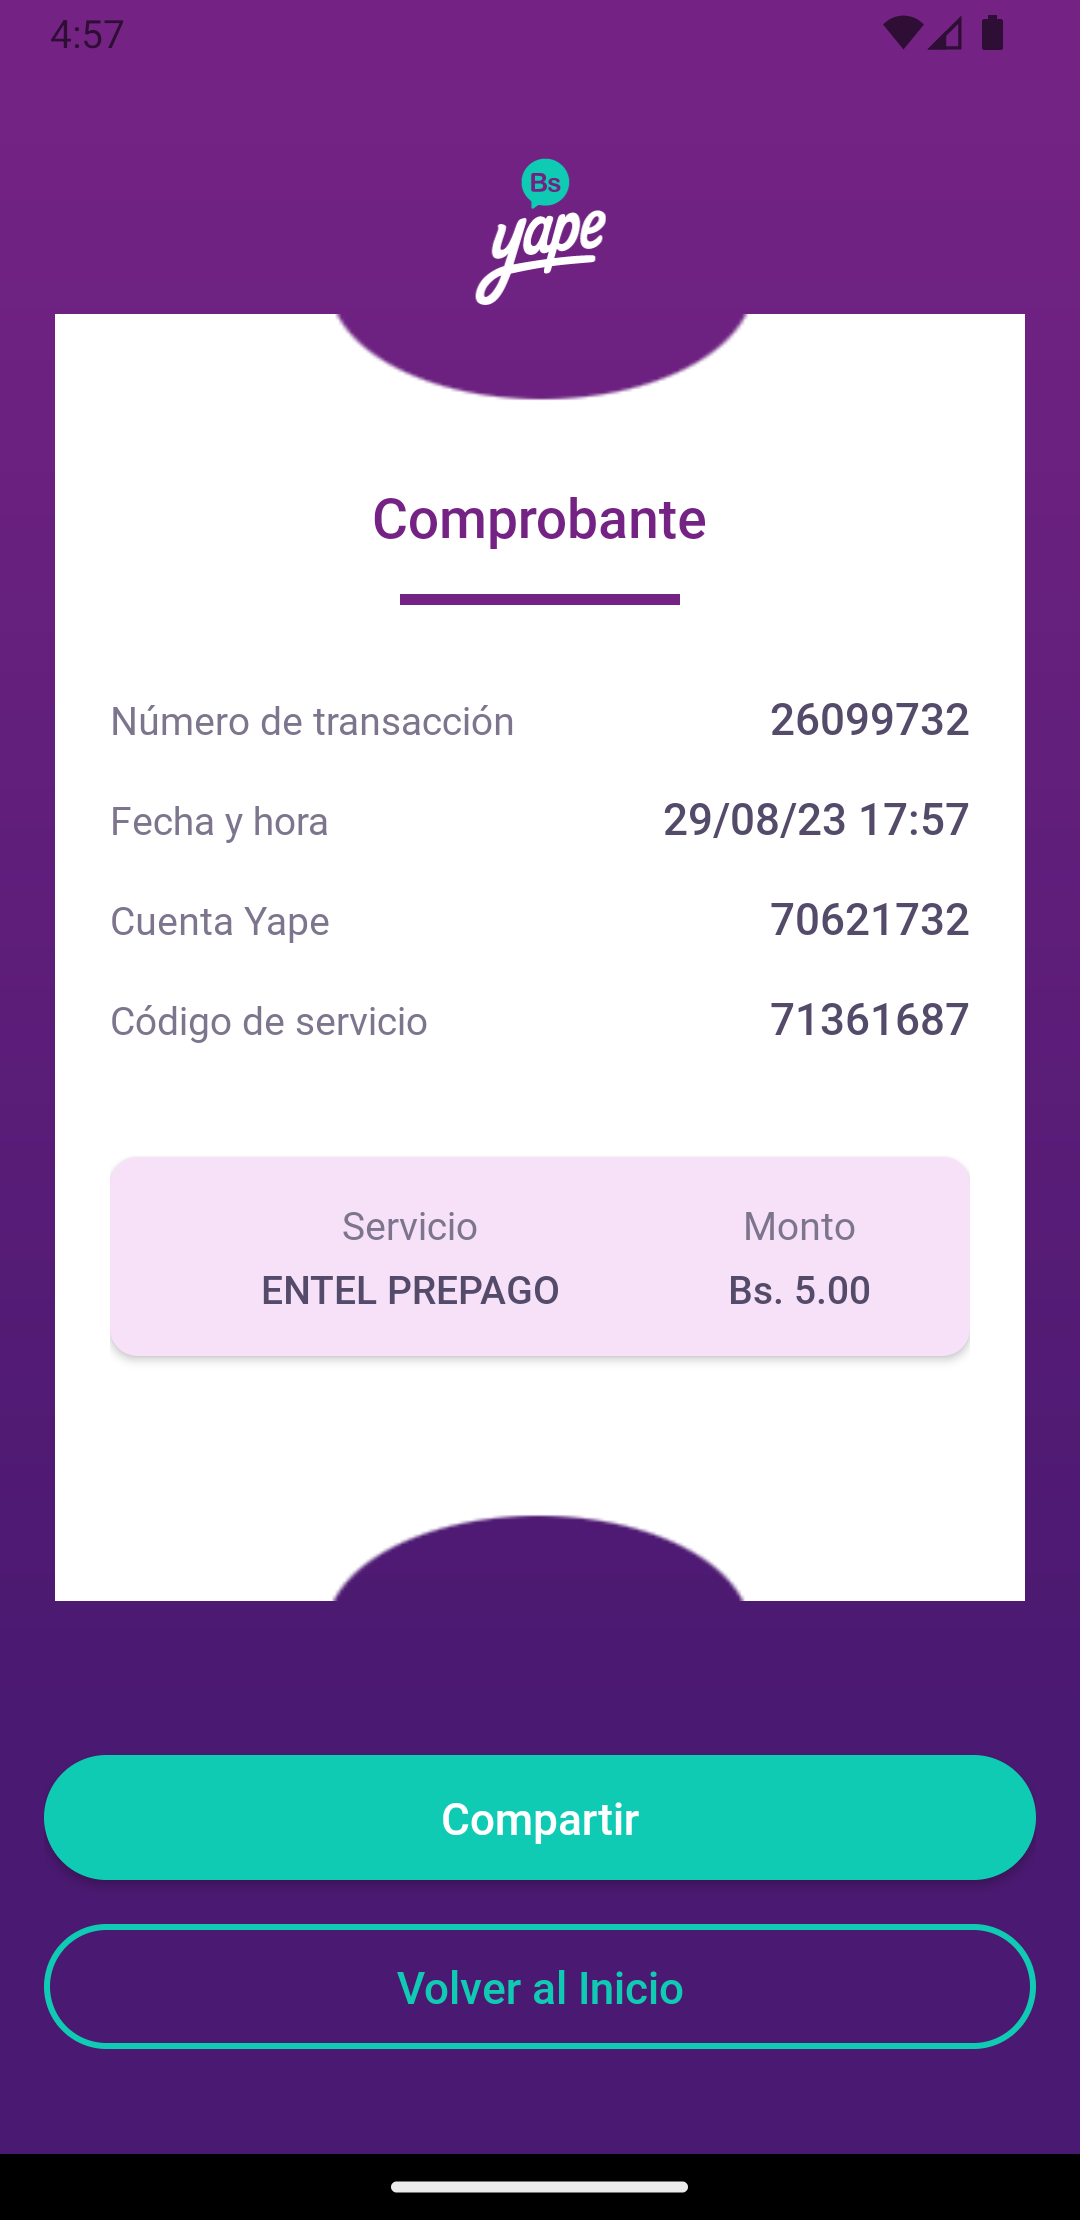 4:57
Bs
yape
Comprobante
Número de transacción 26099732
Fecha y hora 29/08/23 17:57
Cuenta Yape 70621732
Código de servicio 71361687
Servicio Monto
ENTEL PREPAGO Bs. 5.00
Compartir
Volver al Inicio